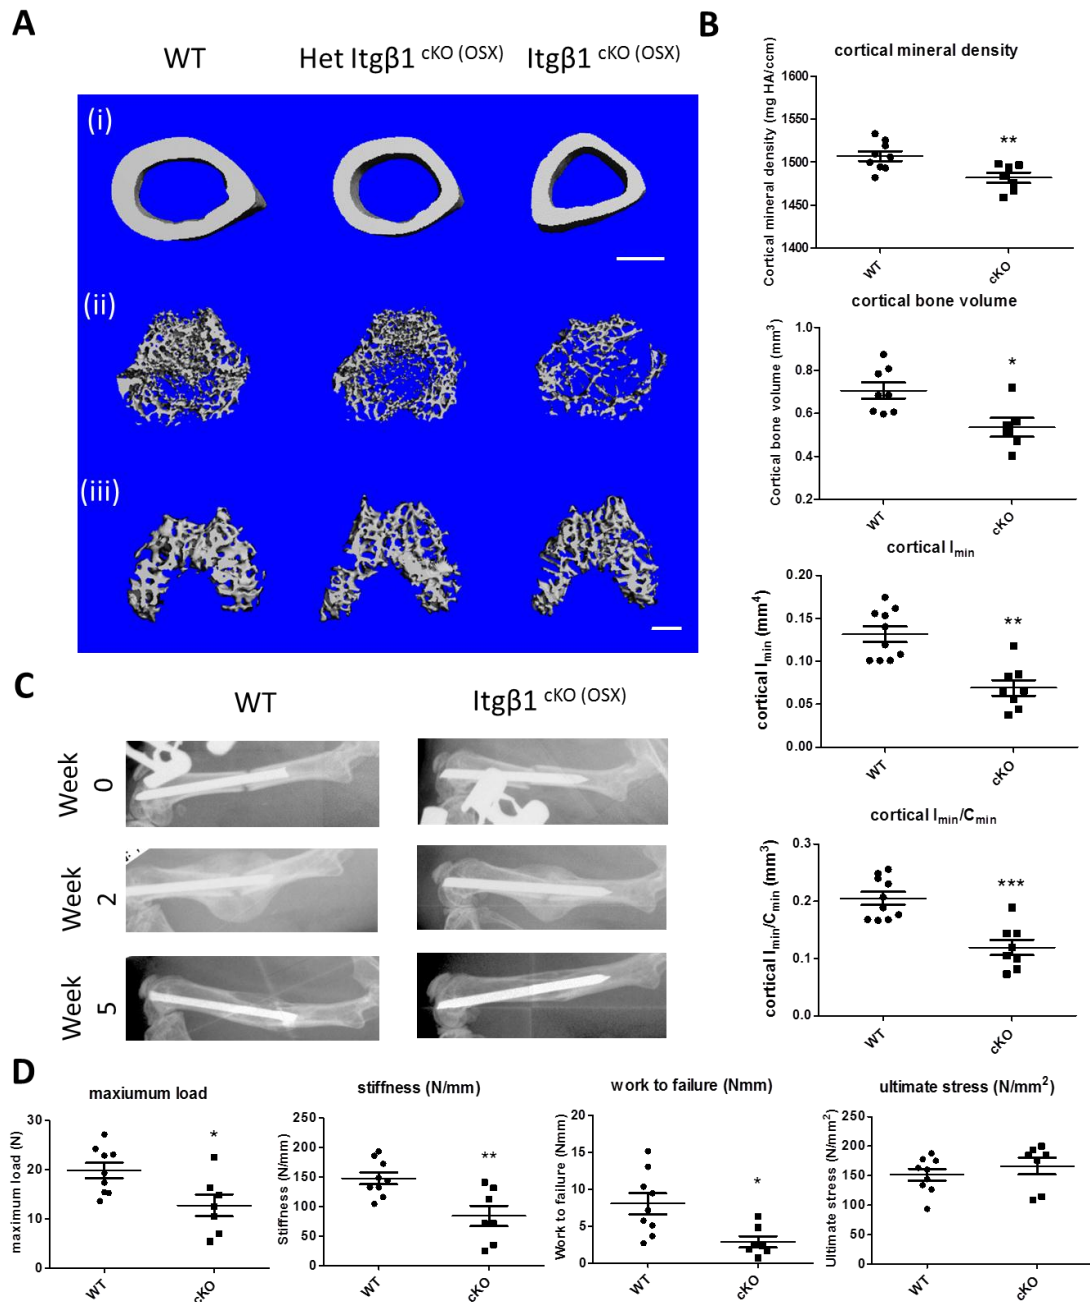 A
WT
Het Itgβ1 cKO (OSX)
Itgβ1 cKO (OSX)
(i)
(ii)
(iii)
B
cortical mineral density
Cortical mineral density (mg HA/ccm)
1600
1550
1500
1450
1400
**
WT
cKO
cortical bone volume
Cortical bone volume (mm3)
1.0
0.8
0.6
0.4
0.2
*
WT
cKO
cortical Imin
cortical Imin (mm4)
0.20
0.15
0.10
0.05
0.00
**
WT
cKO
cortical Imin/Cmin
cortical Imin/Cmin (mm3)
0.3
0.2
0.1
0.0
***
WT
cKO
C
WT
Itgβ1 cKO (OSX)
Week 0
Week 2
Week 5
D
maxiumum load
maximum load (N)
30
20
10
0
*
WT
cKO
stiffness (N/mm)
Stiffness (N/mm)
250
200
150
100
50
0
**
WT
cKO
work to failure (Nmm)
Work to failure (Nmm)
20
15
10
5
0
*
WT
cKO
ultimate stress (N/mm2)
Ultimate stress (N/mm2)
250
200
150
100
50
0
WT
cKO